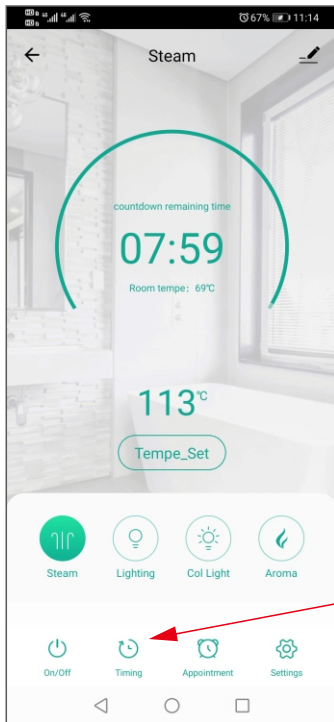 67% 11:14
Steam
countdown remaining time
07:59
Room tempe: 69℃
113℃
Tempe_Set
Steam Lighting Col Light Aroma
On/Off Timing Appointment Settings